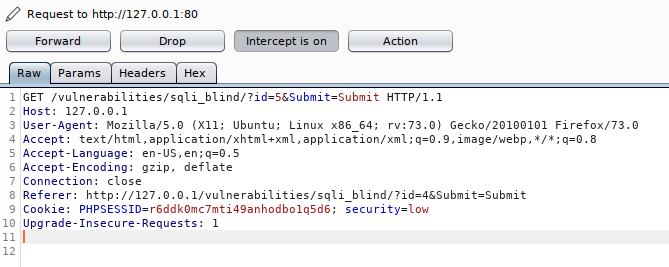 Request to http://127.0.0.1:80
Forward Drop Intercept is on Action
Raw Params Headers Hex
1 GET /vulnerabilities/sqli_blind/?id=5&Submit=Submit HTTP/1.1
2 Host: 127.0.0.1
3 User-Agent: Mozilla/5.0 (X11; Ubuntu; Linux x86_64; rv:73.0) Gecko/20100101 Firefox/73.0
4 Accept: text/html,application/xhtml+xml,application/xml;q=0.9,image/webp,*/*;q=0.8
5 Accept-Language: en-US,en;q=0.5
6 Accept-Encoding: gzip, deflate
7 Connection: close
8 Referer: http://127.0.0.1/vulnerabilities/sqli_blind/?id=4&Submit=Submit
9 Cookie: PHPSESSID=r6ddk0mc7mti49anhodbo1q5d6; security=low
10 Upgrade-Insecure-Requests: 1
11
12